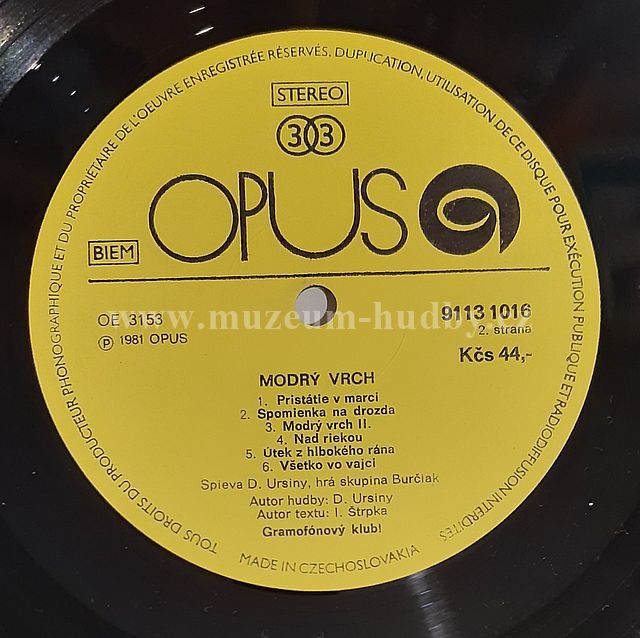 TOUS DROITS DU PRODUCTEUR PHONOGRAPHIQUE ET DU PROPRIÉTAIRE DE L'OEUVRE ENREGISTRÉE RÉSERVÉS. DUPLICATION, UTILISATION DE CE DISQUE POUR EXÉCUTION PUBLIQUE ET RADIODIFFUSION INTERDITES
STEREO
33
OPUS
BIEM
OE 3153
9113 1016
www.muzeum-hudby.cz
2. strana
Ⓟ 1981 OPUS
Kčs 44,-
MODRÝ VRCH
1. Pristátie v marci
2. Spomienka na drozda
3. Modrý vrch II.
4. Nad riekou
5. Útek z hlbokého rána
6. Všetko vo vajci
Spieva D. Ursiny, hrá skupina Burčiak
Autor hudby: D. Ursiny
Autor textu: I. Štrpka
Gramofónový klub!
MADE IN CZECHOSLOVAKIA